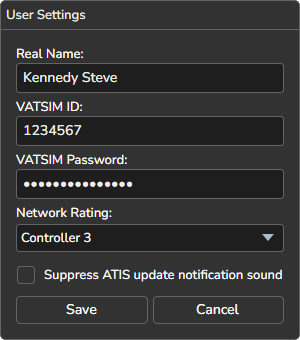 User Settings
Real Name:
Kennedy Steve
VATSIM ID:
1234567
VATSIM Password:
•••••••••••••••
Network Rating:
Controller 3
Suppress ATIS update notification sound
Save Cancel